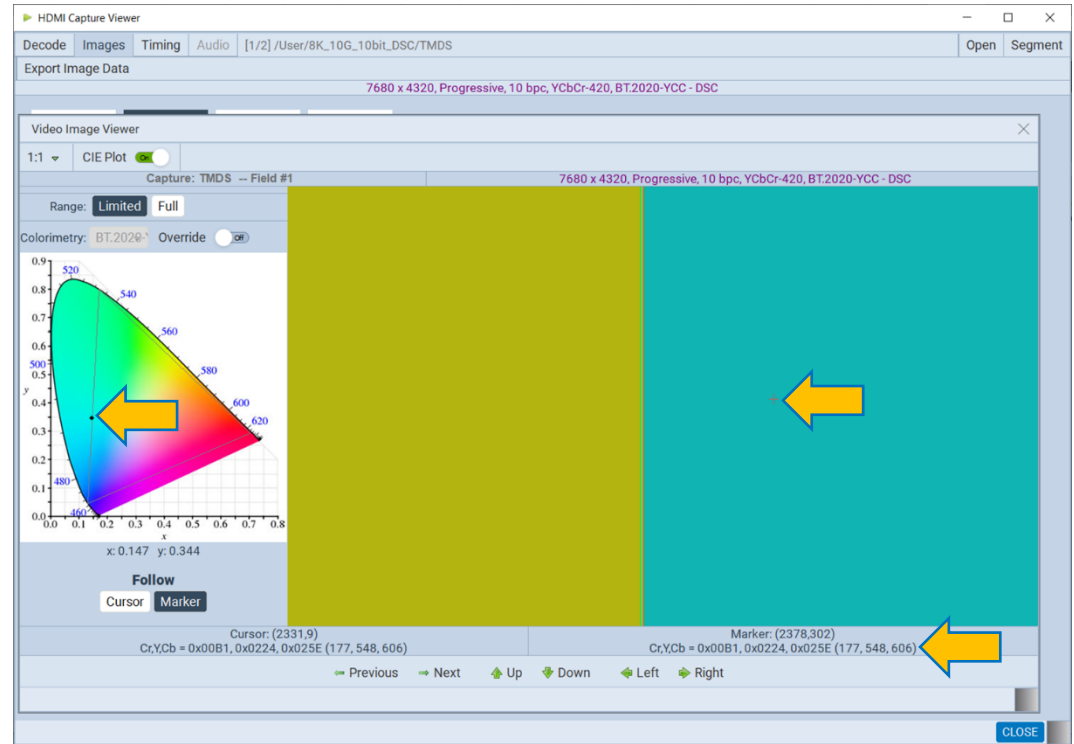 HDMI Capture Viewer
Decode Images Timing Audio [1/2] /User/8K_10G_10bit_DSC/TMDS Open Segment
Export Image Data
7680 x 4320, Progressive, 10 bpc, YCbCr-420, BT.2020-YCC - DSC
Video Image Viewer
1:1 CIE Plot On
Capture: TMDS -- Field #1 7680 x 4320, Progressive, 10 bpc, YCbCr-420, BT.2020-YCC - DSC
Range: Limited Full
Colorimetry: BT.2020-Y Override Off
0.9
520
0.8
540
0.7
560
0.6
500
580
0.5
y
0.4
600
620
0.3
0.2
480
0.1
460
0.0
0.0 0.1 0.2 0.3 0.4 0.5 0.6 0.7 0.8
x
x: 0.147 y: 0.344
Follow
Cursor Marker
Cursor: (2331,9) Marker: (2378,302)
Cr,Y,Cb = 0x00B1, 0x0224, 0x025E (177, 548, 606) Cr,Y,Cb = 0x00B1, 0x0224, 0x025E (177, 548, 606)
Previous Next Up Down Left Right
CLOSE